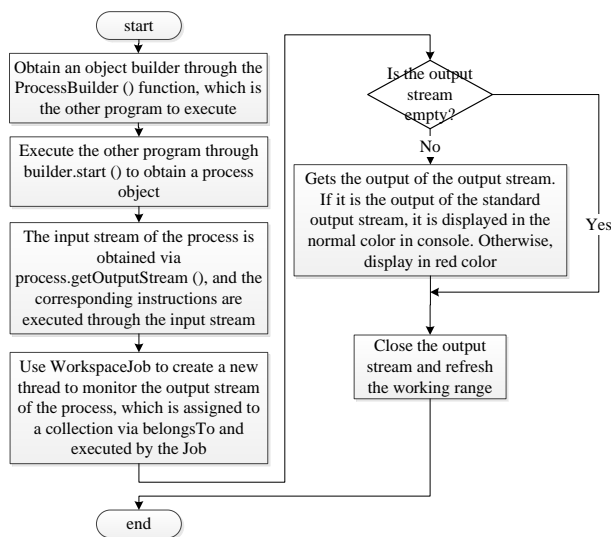 start
Obtain an object builder through the
ProcessBuilder () function, which is
the other program to execute
Execute the other program through
builder.start () to obtain a process
object
The input stream of the process is
obtained via
process.getOutputStream (), and the
corresponding instructions are
executed through the input stream
Use WorkspaceJob to create a new
thread to monitor the output stream
of the process, which is assigned to
a collection via belongsTo and
executed by the Job
Is the output
stream
empty?
No
Yes
Gets the output of the output stream.
If it is the output of the standard
output stream, it is displayed in the
normal color in console. Otherwise,
display in red color
Close the output
stream and refresh
the working range
end